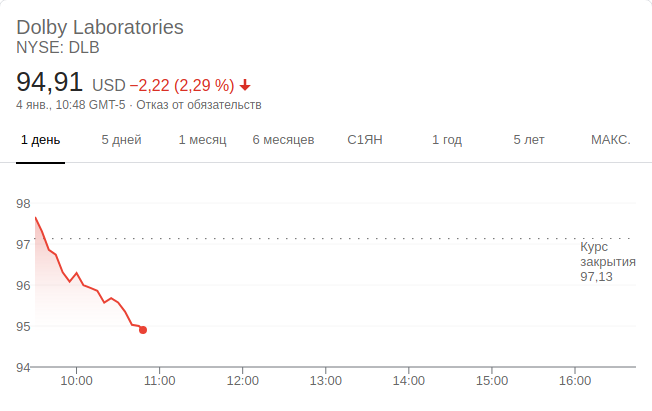 Dolby Laboratories
NYSE: DLB
94,91 USD −2,22 (2,29 %)
4 янв., 10:48 GMT-5 · Отказ от обязательств
1 день 5 дней 1 месяц 6 месяцев С1ЯН 1 год 5 лет МАКС.
98
97
Курс
закрытия
97,13
96
95
94
10:00 11:00 12:00 13:00 14:00 15:00 16:00